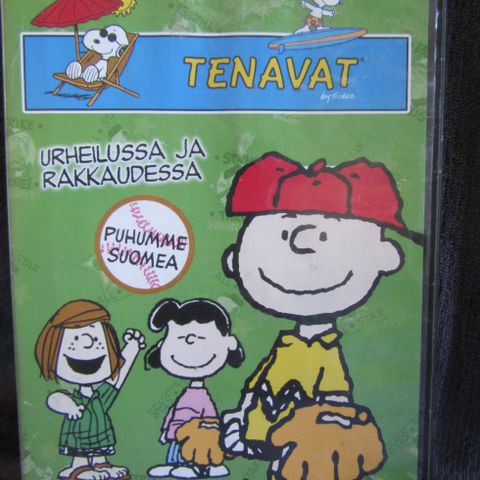 TENAVAT
by Schulz
URHEILUSSA JA
RAKKAUDESSA
PUHUMME
SUOMEA